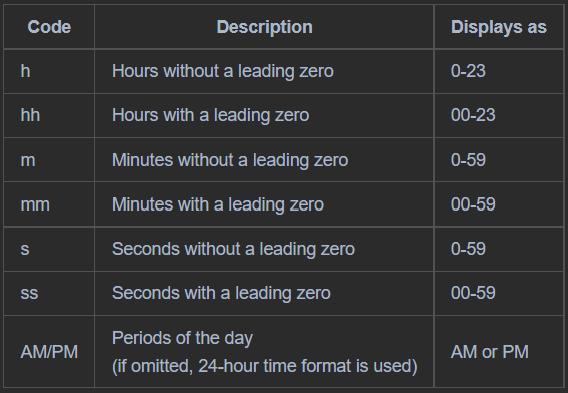 Code Description Displays as
h Hours without a leading zero 0-23
hh Hours with a leading zero 00-23
m Minutes without a leading zero 0-59
mm Minutes with a leading zero 00-59
s Seconds without a leading zero 0-59
ss Seconds with a leading zero 00-59
AM/PM Periods of the day
(if omitted, 24-hour time format is used) AM or PM